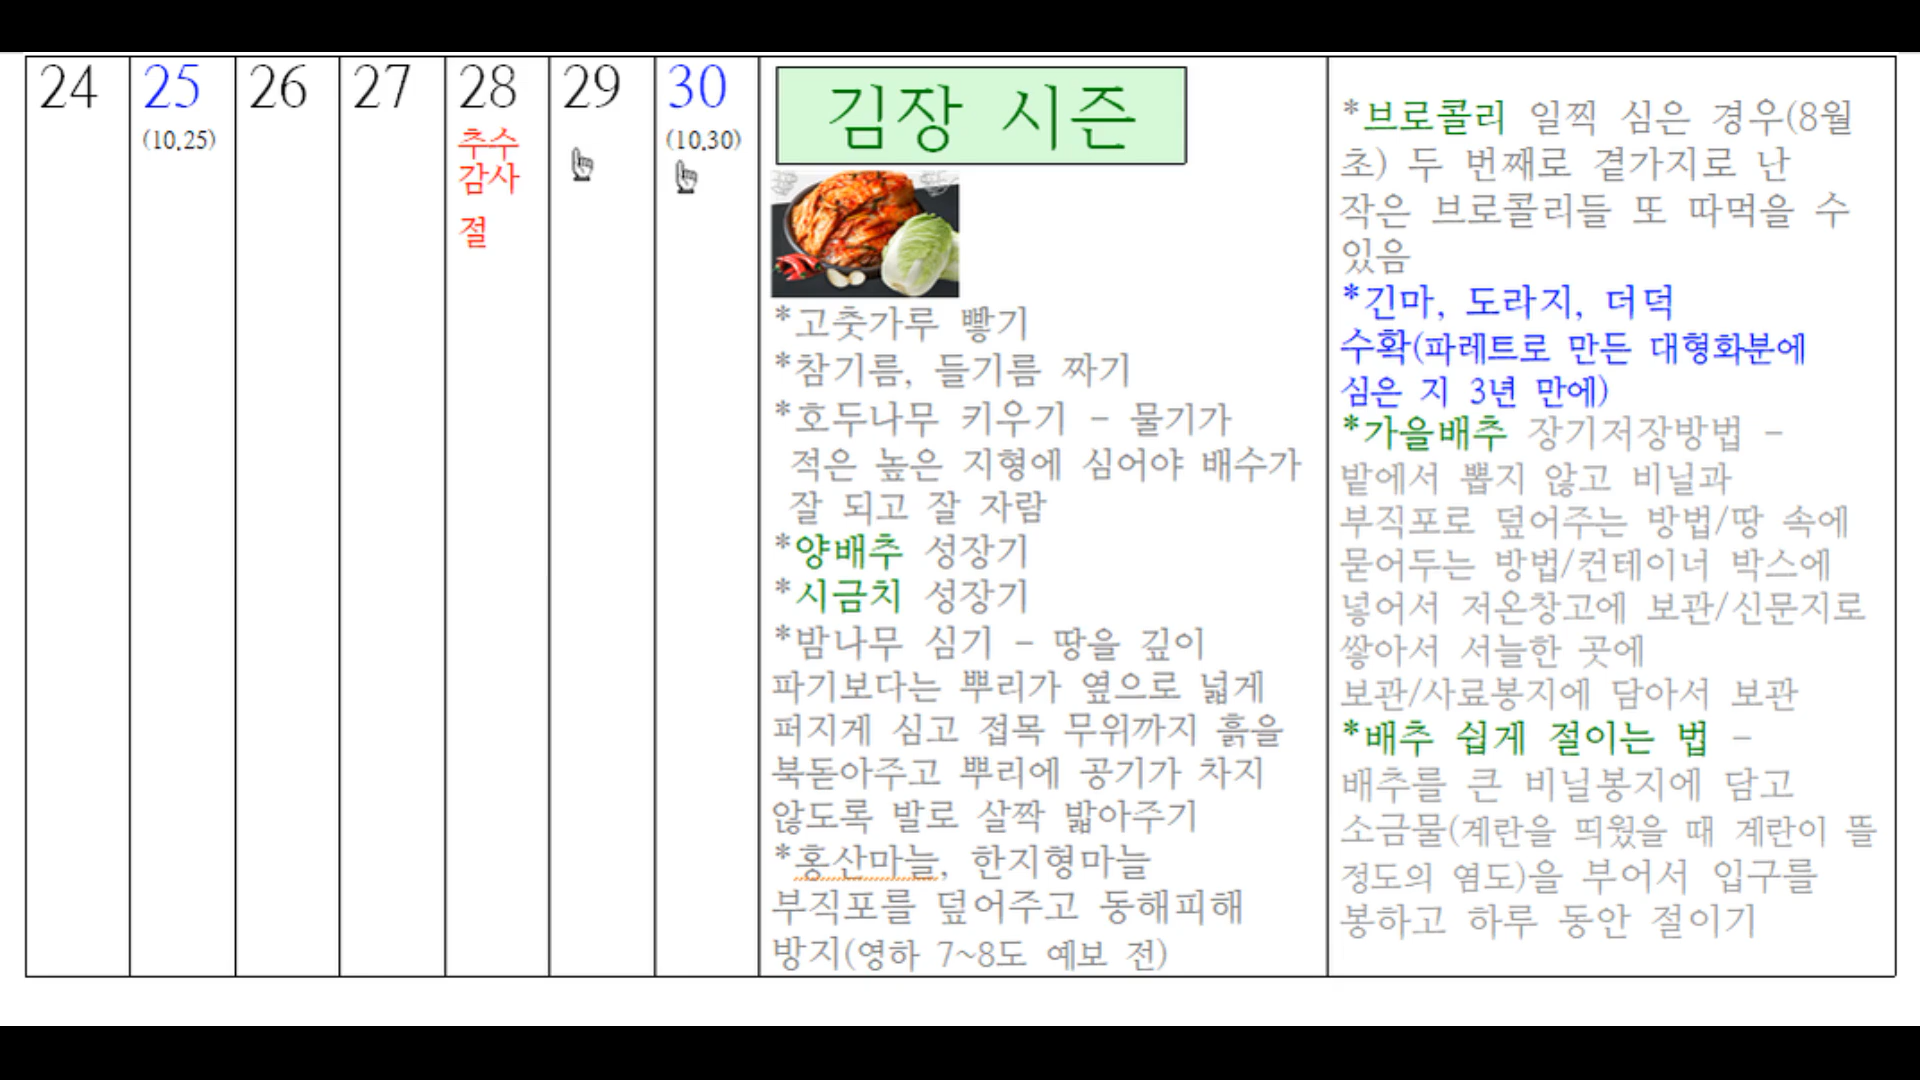 24
25
(10.25)
26
27
28
추수
감사
절
29
30
(10.30)
김장 시즌
*고춧가루 빻기
*참기름, 들기름 짜기
*호두나무 키우기 - 물기가
적은 높은 지형에 심어야 배수가
잘 되고 잘 자람
*양배추 성장기
*시금치 성장기
*밤나무 심기 - 땅을 깊이
파기보다는 뿌리가 옆으로 넓게
퍼지게 심고 접목 무위까지 흙을
북돋아주고 뿌리에 공기가 차지
않도록 발로 살짝 밟아주기
*홍산마늘, 한지형마늘
부직포를 덮어주고 동해피해
방지(영하 7~8도 예보 전)
*브로콜리 일찍 심은 경우(8월
초) 두 번째로 곁가지로 난
작은 브로콜리들 또 따먹을 수
있음
*긴마, 도라지, 더덕
수확(파레트로 만든 대형화분에
심은 지 3년 만에)
*가을배추 장기저장방법 -
밭에서 뽑지 않고 비닐과
부직포로 덮어주는 방법/땅 속에
묻어두는 방법/컨테이너 박스에
넣어서 저온창고에 보관/신문지로
쌓아서 서늘한 곳에
보관/사료봉지에 담아서 보관
*배추 쉽게 절이는 법 -
배추를 큰 비닐봉지에 담고
소금물(계란을 띄웠을 때 계란이 뜰
정도의 염도)을 부어서 입구를
봉하고 하루 동안 절이기